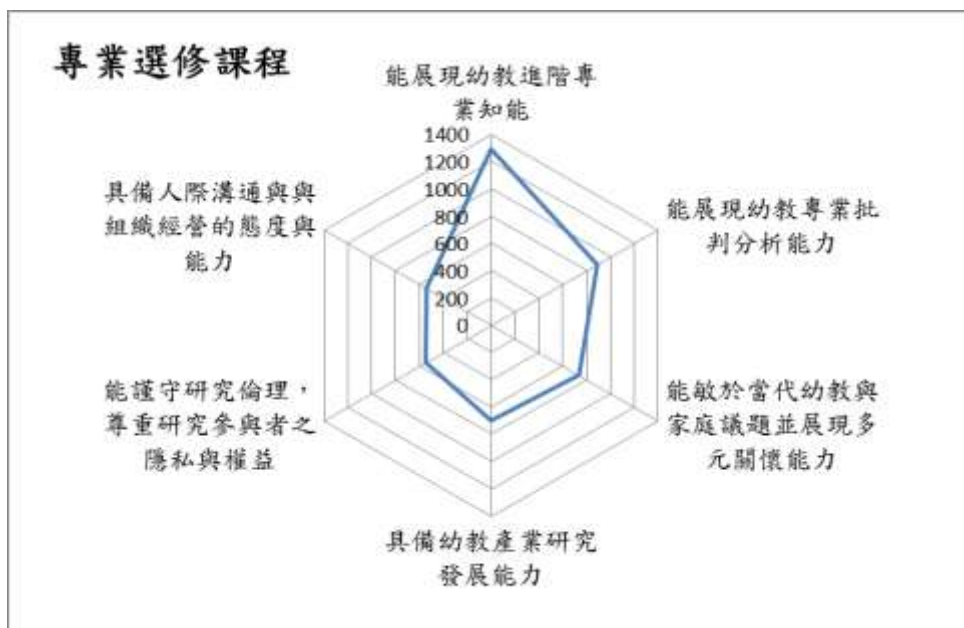 專業選修課程
能展現幼教進階專
業知能
1400
1200
1000
800
600
400
200
0
能展現幼教專業批
判分析能力
能敏於當代幼教與
家庭議題並展現多
元關懷能力
具備幼教產業研究
發展能力
能謹守研究倫理，
尊重研究參與者之
隱私與權益
具備人際溝通與與
組織經營的態度與
能力